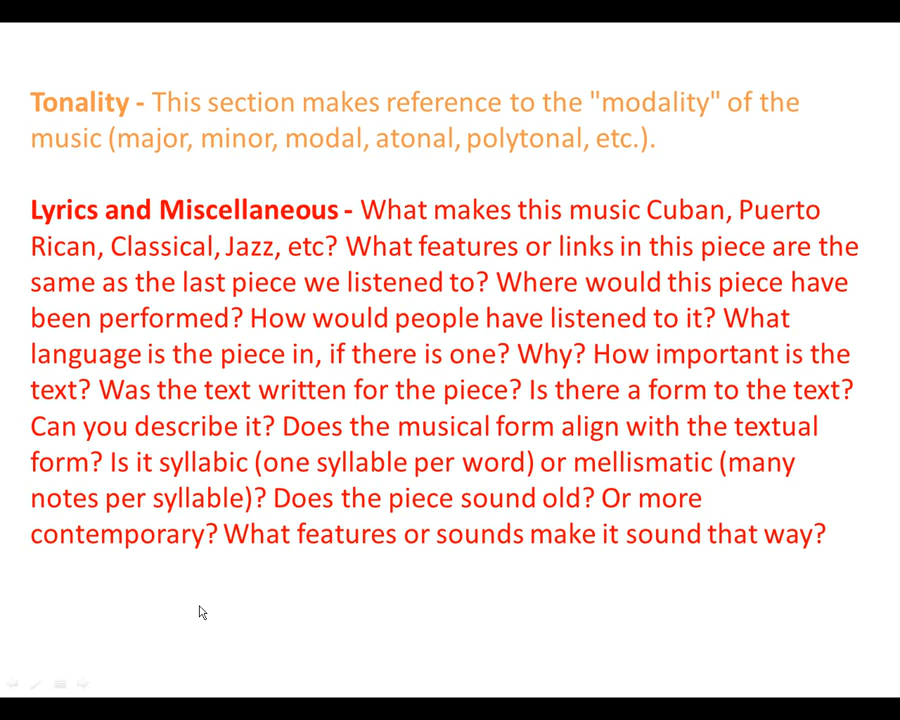 Tonality - This section makes reference to the "modality" of the
music (major, minor, modal, atonal, polytonal, etc.).
Lyrics and Miscellaneous - What makes this music Cuban, Puerto
Rican, Classical, Jazz, etc? What features or links in this piece are the
same as the last piece we listened to? Where would this piece have
been performed? How would people have listened to it? What
language is the piece in, if there is one? Why? How important is the
text? Was the text written for the piece? Is there a form to the text?
Can you describe it? Does the musical form align with the textual
form? Is it syllabic (one syllable per word) or mellismatic (many
notes per syllable)? Does the piece sound old? Or more
contemporary? What features or sounds make it sound that way?